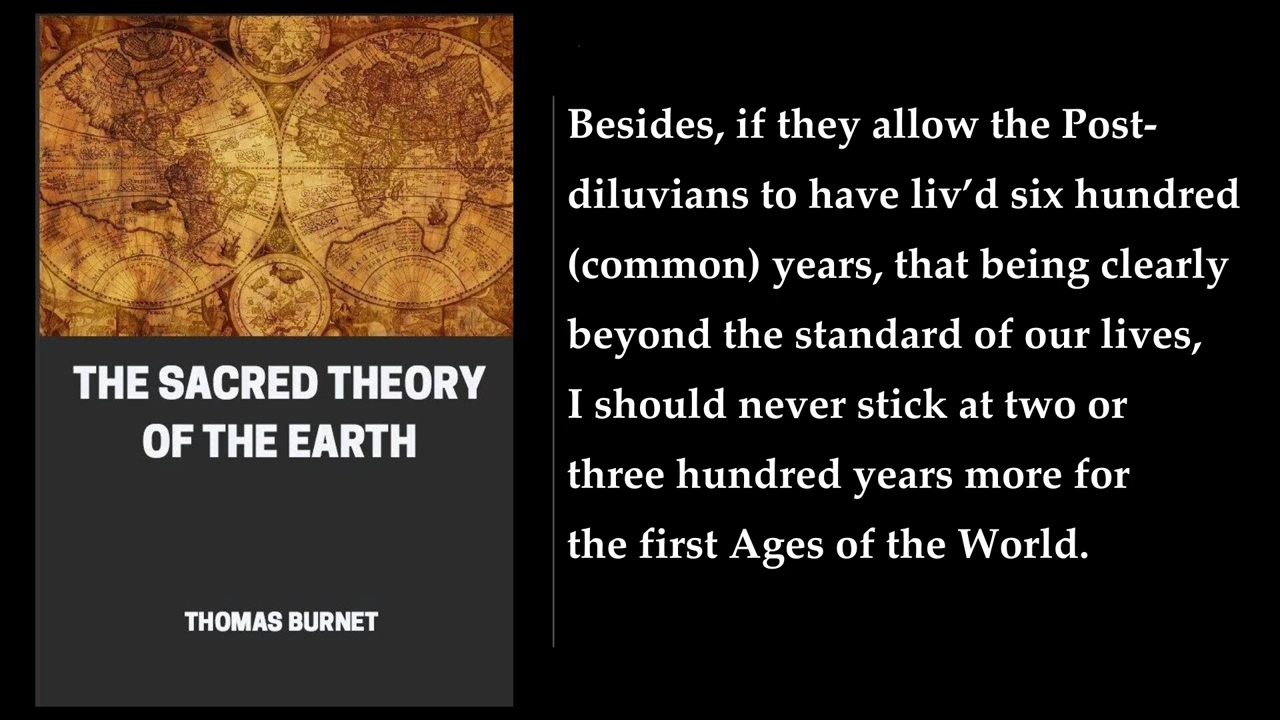 THE SACRED THEORY
OF THE EARTH
THOMAS BURNET
Besides, if they allow the Post-
diluvians to have liv’d six hundred
(common) years, that being clearly
beyond the standard of our lives,
I should never stick at two or
three hundred years more for
the first Ages of the World.